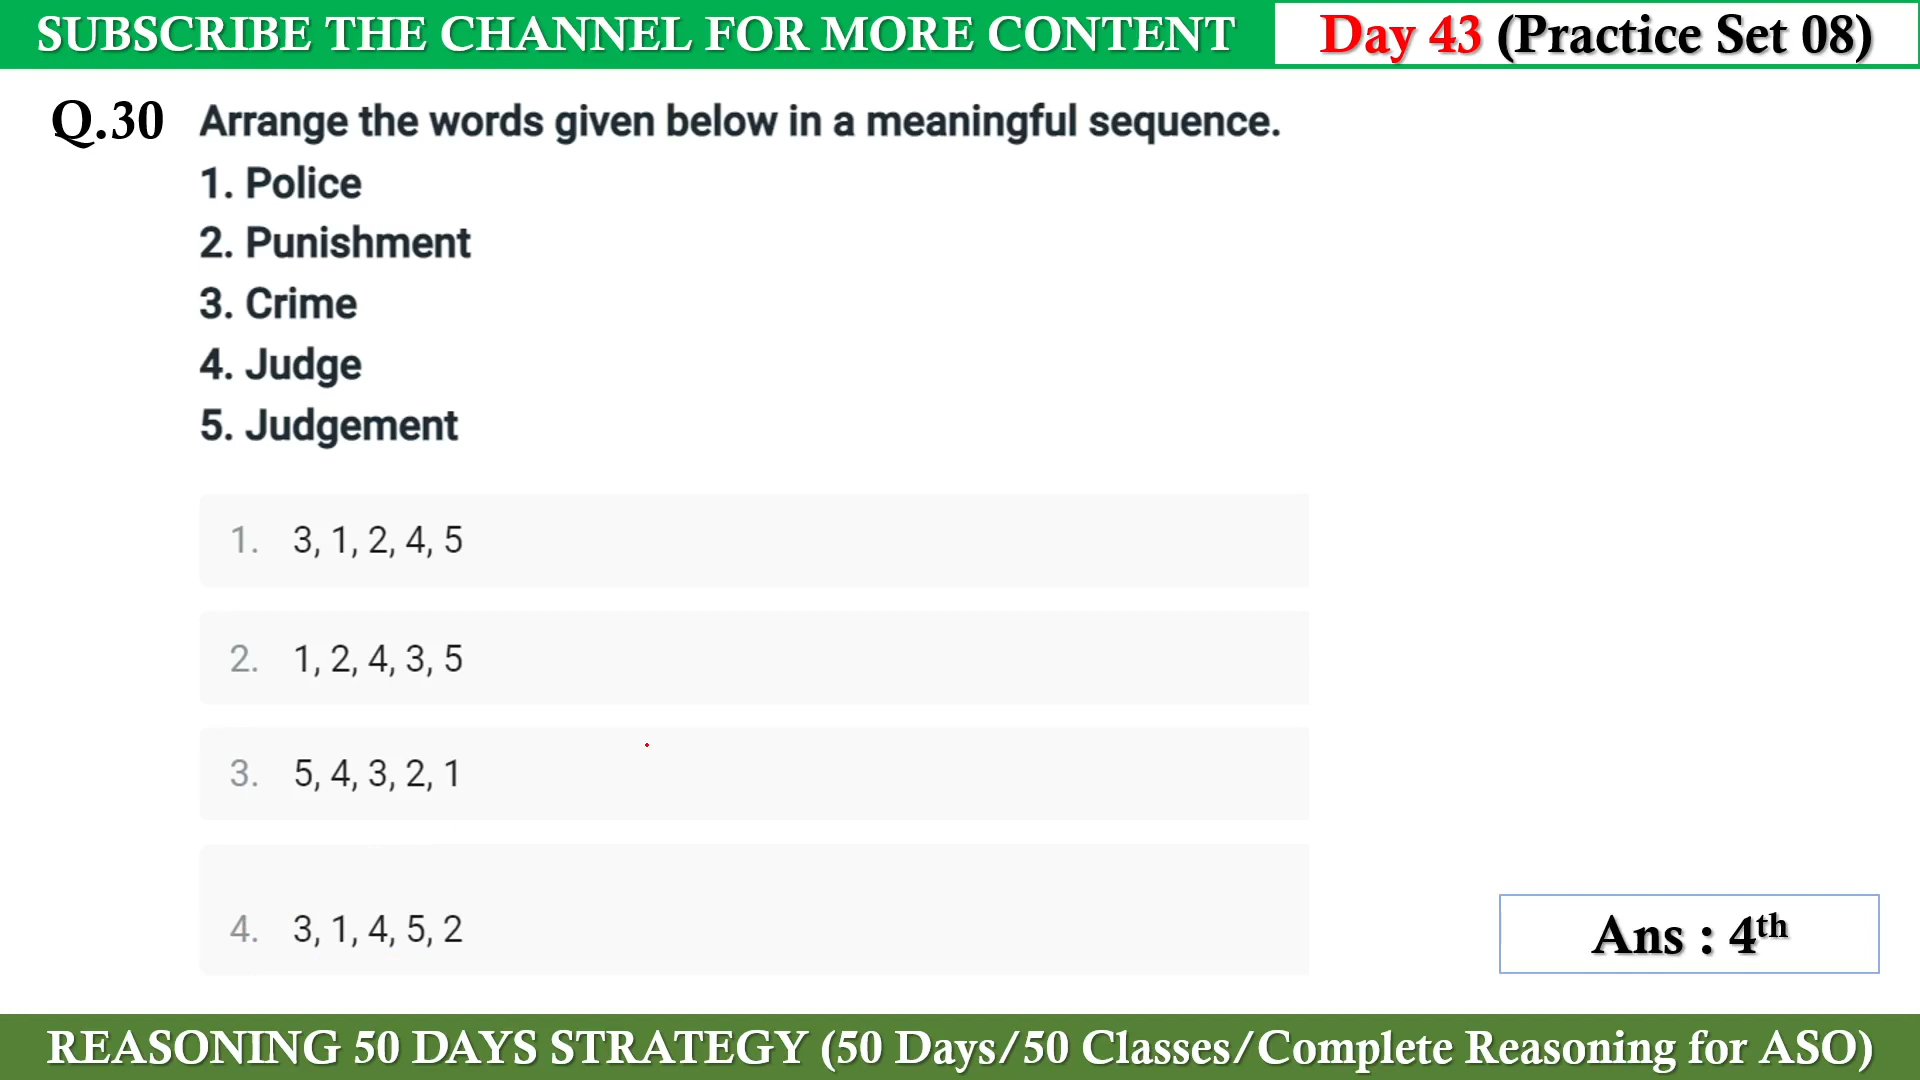 SUBSCRIBE THE CHANNEL FOR MORE CONTENT
Day 43 (Practice Set 08)
Q.30 Arrange the words given below in a meaningful sequence.
1. Police
2. Punishment
3. Crime
4. Judge
5. Judgement
1. 3, 1, 2, 4, 5
2. 1, 2, 4, 3, 5
3. 5, 4, 3, 2, 1
4. 3, 1, 4, 5, 2
Ans : 4th
REASONING 50 DAYS STRATEGY (50 Days/50 Classes/Complete Reasoning for ASO)